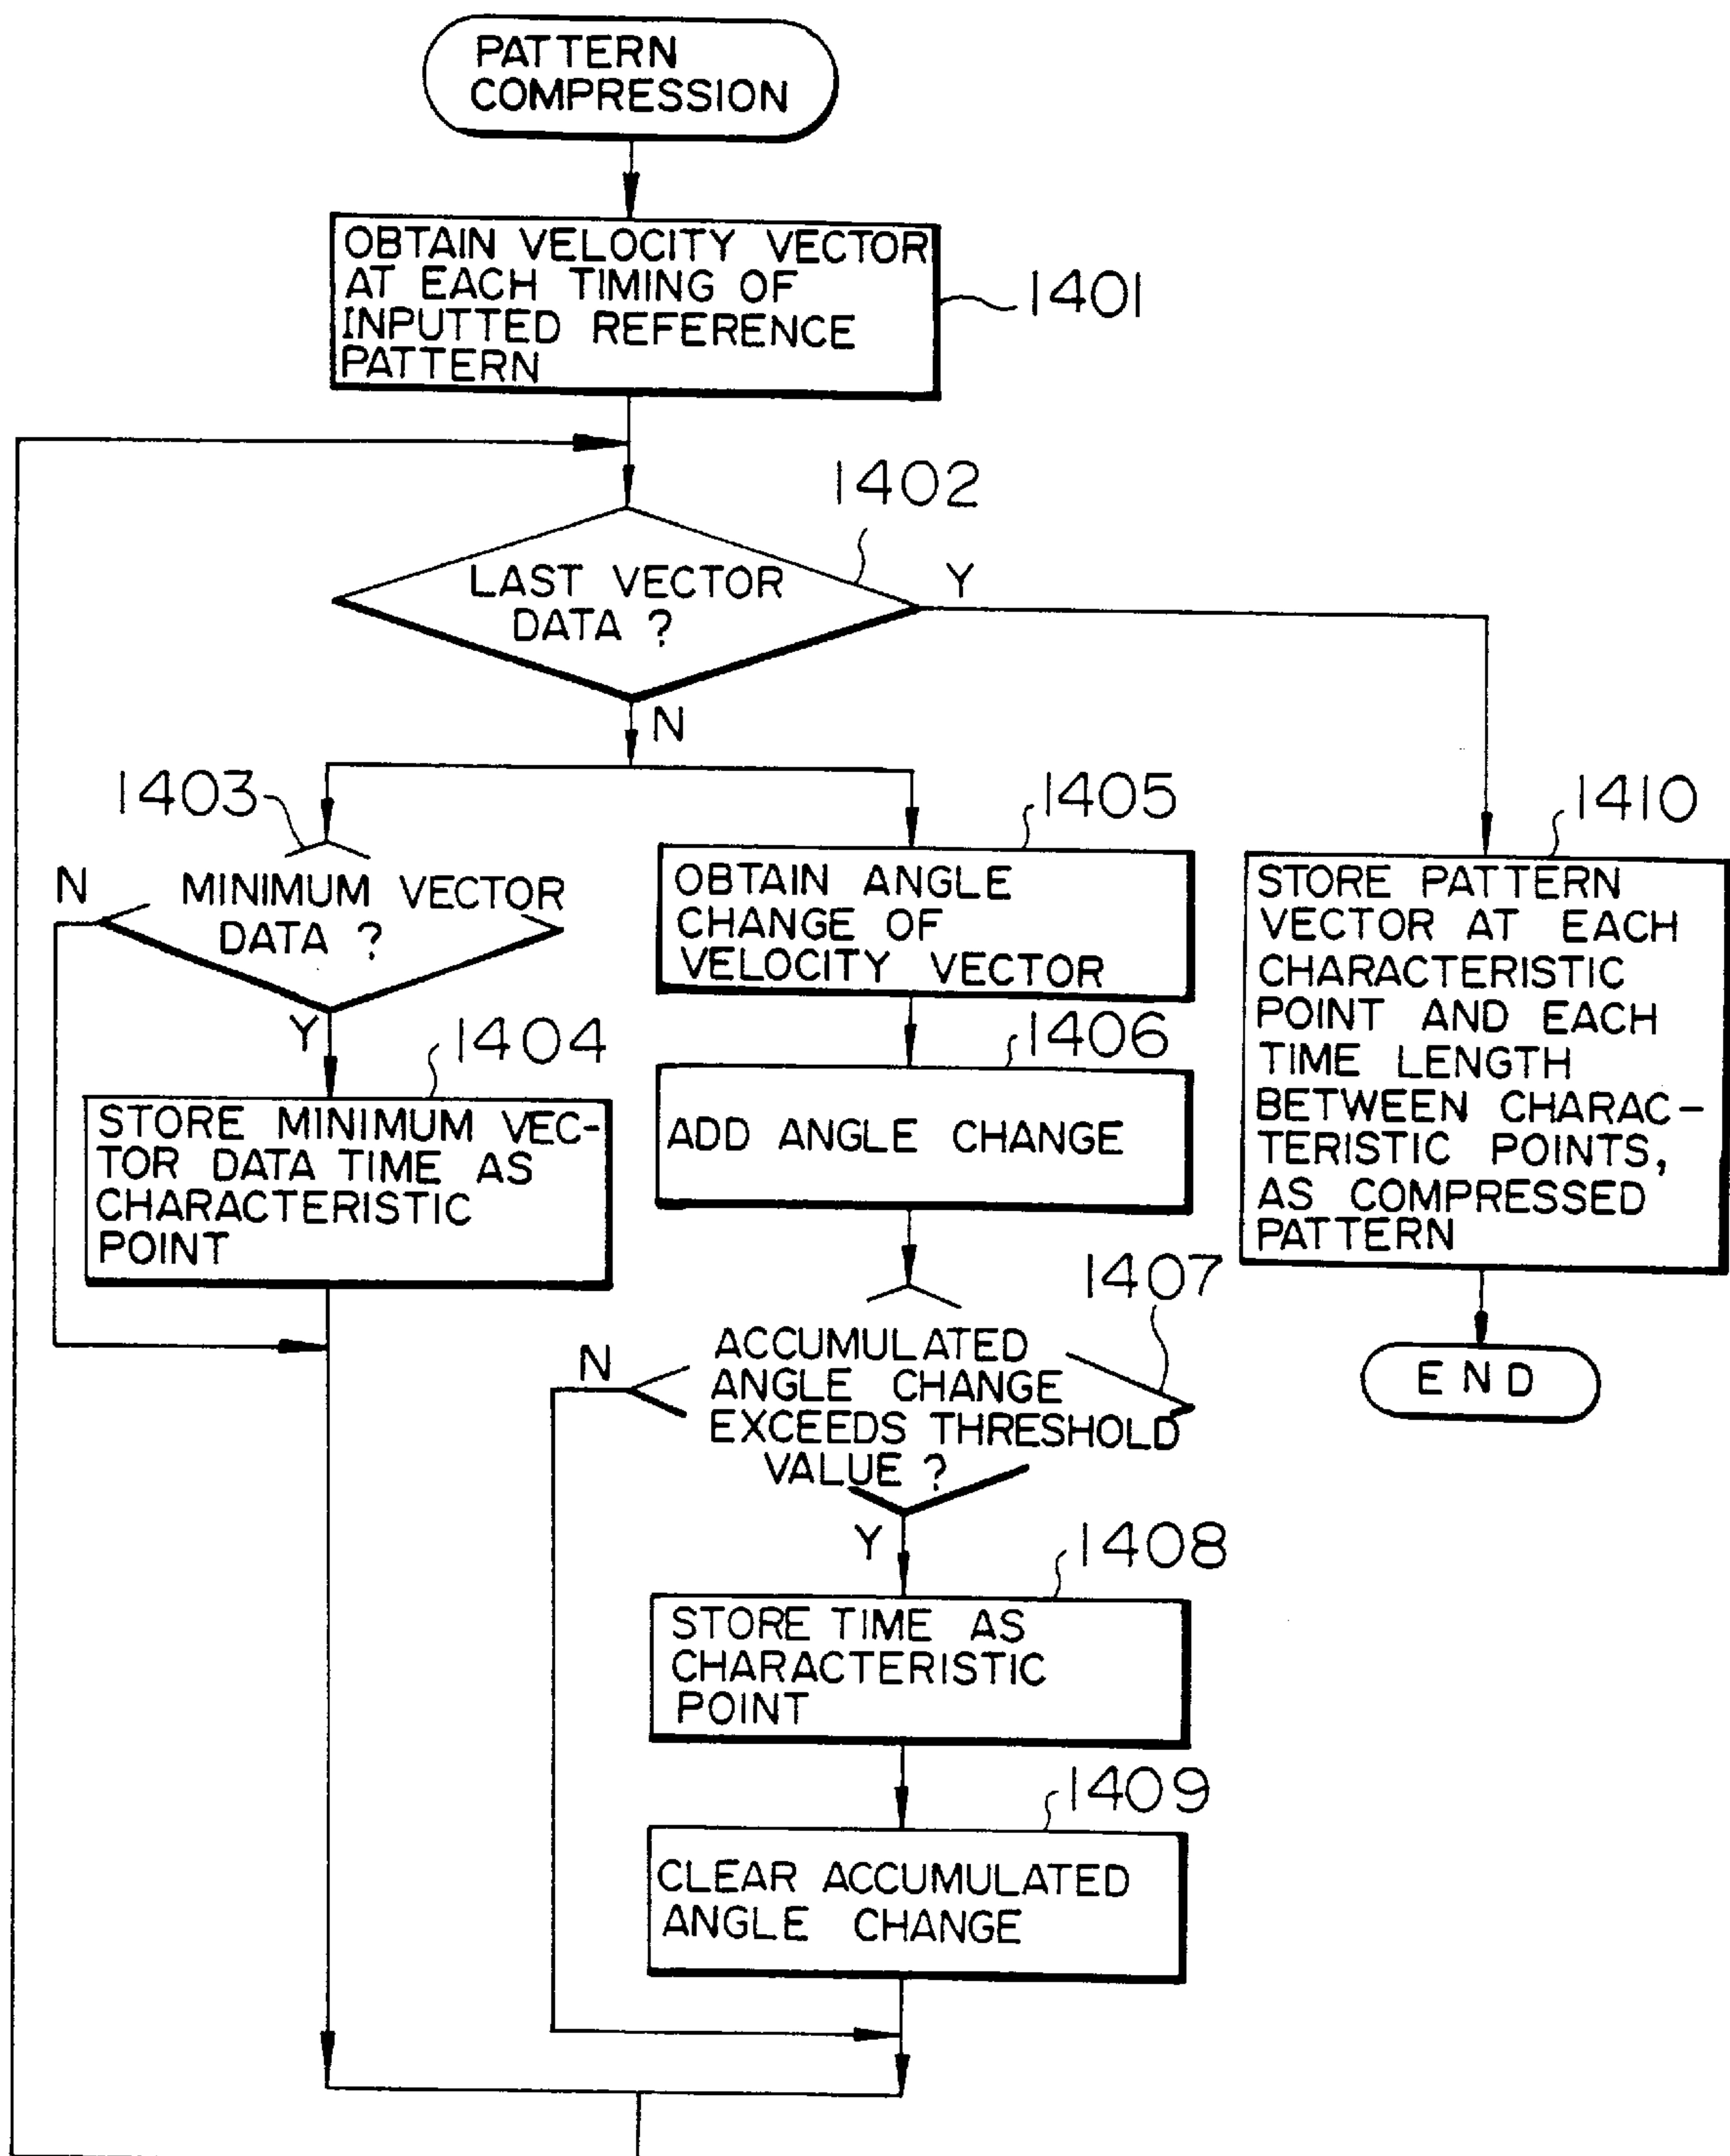 PATTERN
COMPRESSION
OBTAIN VELOCITY VECTOR
AT EACH TIMING OF
INPUTTED REFERENCE
PATTERN
1401
1402
LAST VECTOR
DATA ?
Y
N
1403
N
MINIMUM VECTOR
DATA ?
Y
1404
STORE MINIMUM VEC-
TOR DATA TIME AS
CHARACTERISTIC
POINT
1405
OBTAIN ANGLE
CHANGE OF
VELOCITY VECTOR
1406
ADD ANGLE CHANGE
1407
N
ACCUMULATED
ANGLE CHANGE
EXCEEDS THRESHOLD
VALUE ?
Y
1408
STORE TIME AS
CHARACTERISTIC
POINT
1409
CLEAR ACCUMULATED
ANGLE CHANGE
1410
STORE PATTERN
VECTOR AT EACH
CHARACTERISTIC
POINT AND EACH
TIME LENGTH
BETWEEN CHARAC-
TERISTIC POINTS,
AS COMPRESSED
PATTERN
END